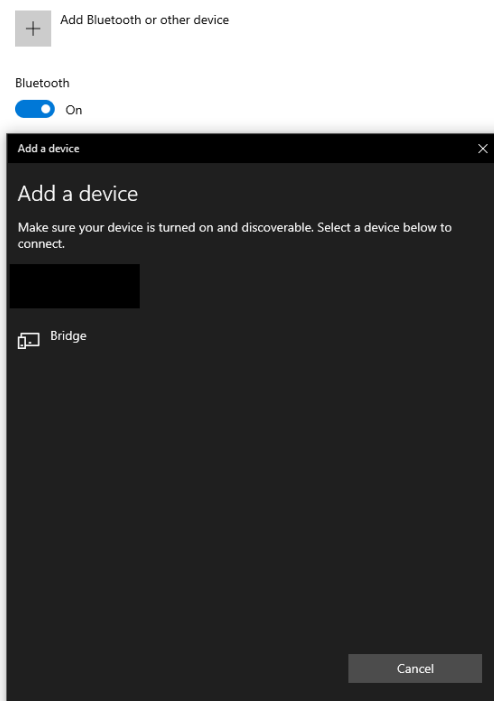 Add Bluetooth or other device
Bluetooth
On
Add a device
Add a device
Make sure your device is turned on and discoverable. Select a device below to
connect.
Bridge
Cancel